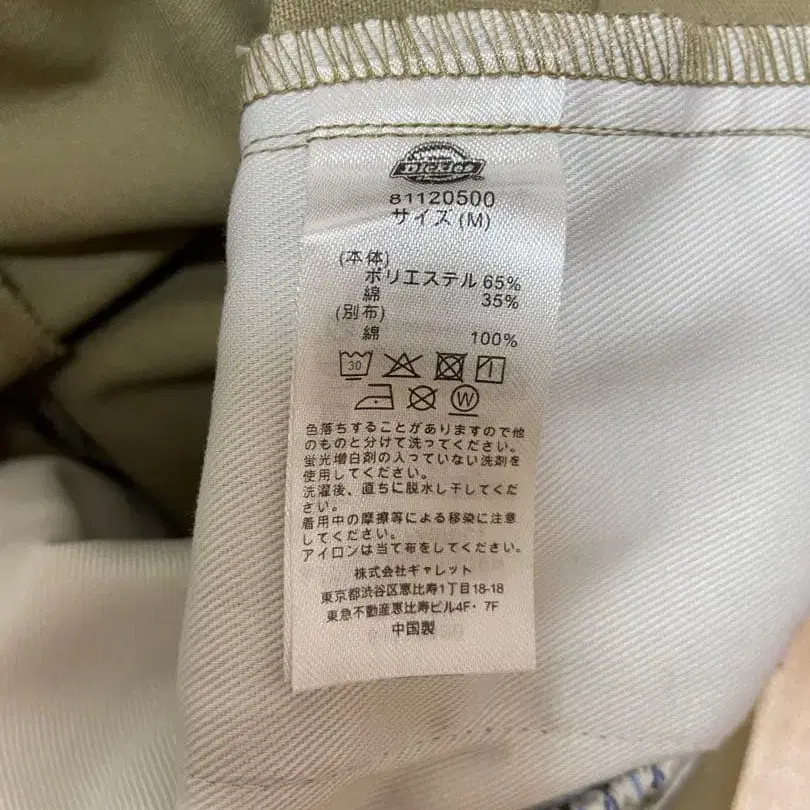 Dickies
81120500
サイズ(M)
(本体)
ポリエステル 65%
綿 35%
(別布)
綿 100%
30
W
色落ちすることがありますので他
のものと分けて洗ってください。
蛍光増白剤の入っていない洗剤を
使用してください。
洗濯後、直ちに脱水し干してくだ
さい。
着用中の摩擦等による移染に注意
してください。
アイロンは当て布をしてください。
株式会社ギャレット
東京都渋谷区恵比寿1丁目18-18
東急不動産恵比寿ビル4F・7F
中国製